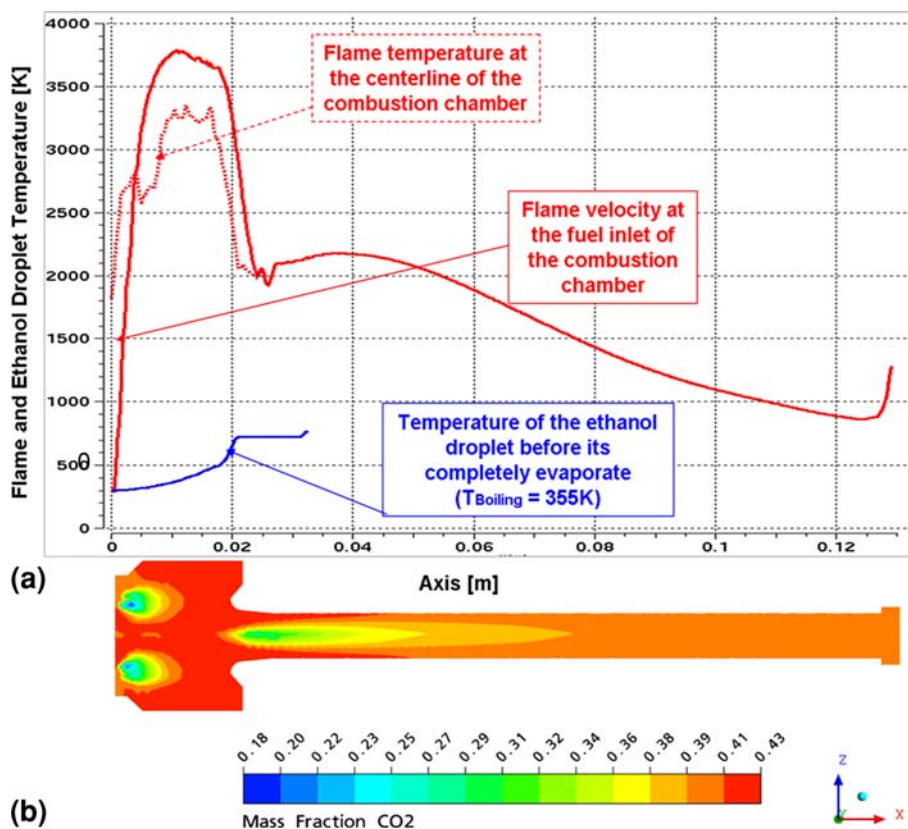 Flame and Ethanol Droplet Temperature [K]
4000
3500
3000
2500
2000
1500
1000
500
0
0
Flame temperature at
the centerline of the
combustion chamber
Flame velocity at
the fuel inlet of
the combustion
chamber
Temperature of the ethanol
droplet before its
completely evaporate
(TBoiling = 355K)
0 0.02 0.04 0.06 0.08 0.1 0.12
(a)
Axis [m]
0.18 0.20 0.22 0.23 0.25 0.27 0.29 0.31 0.32 0.34 0.36 0.38 0.39 0.41 0.43
(b)
Mass Fraction CO2
Z
Y
X